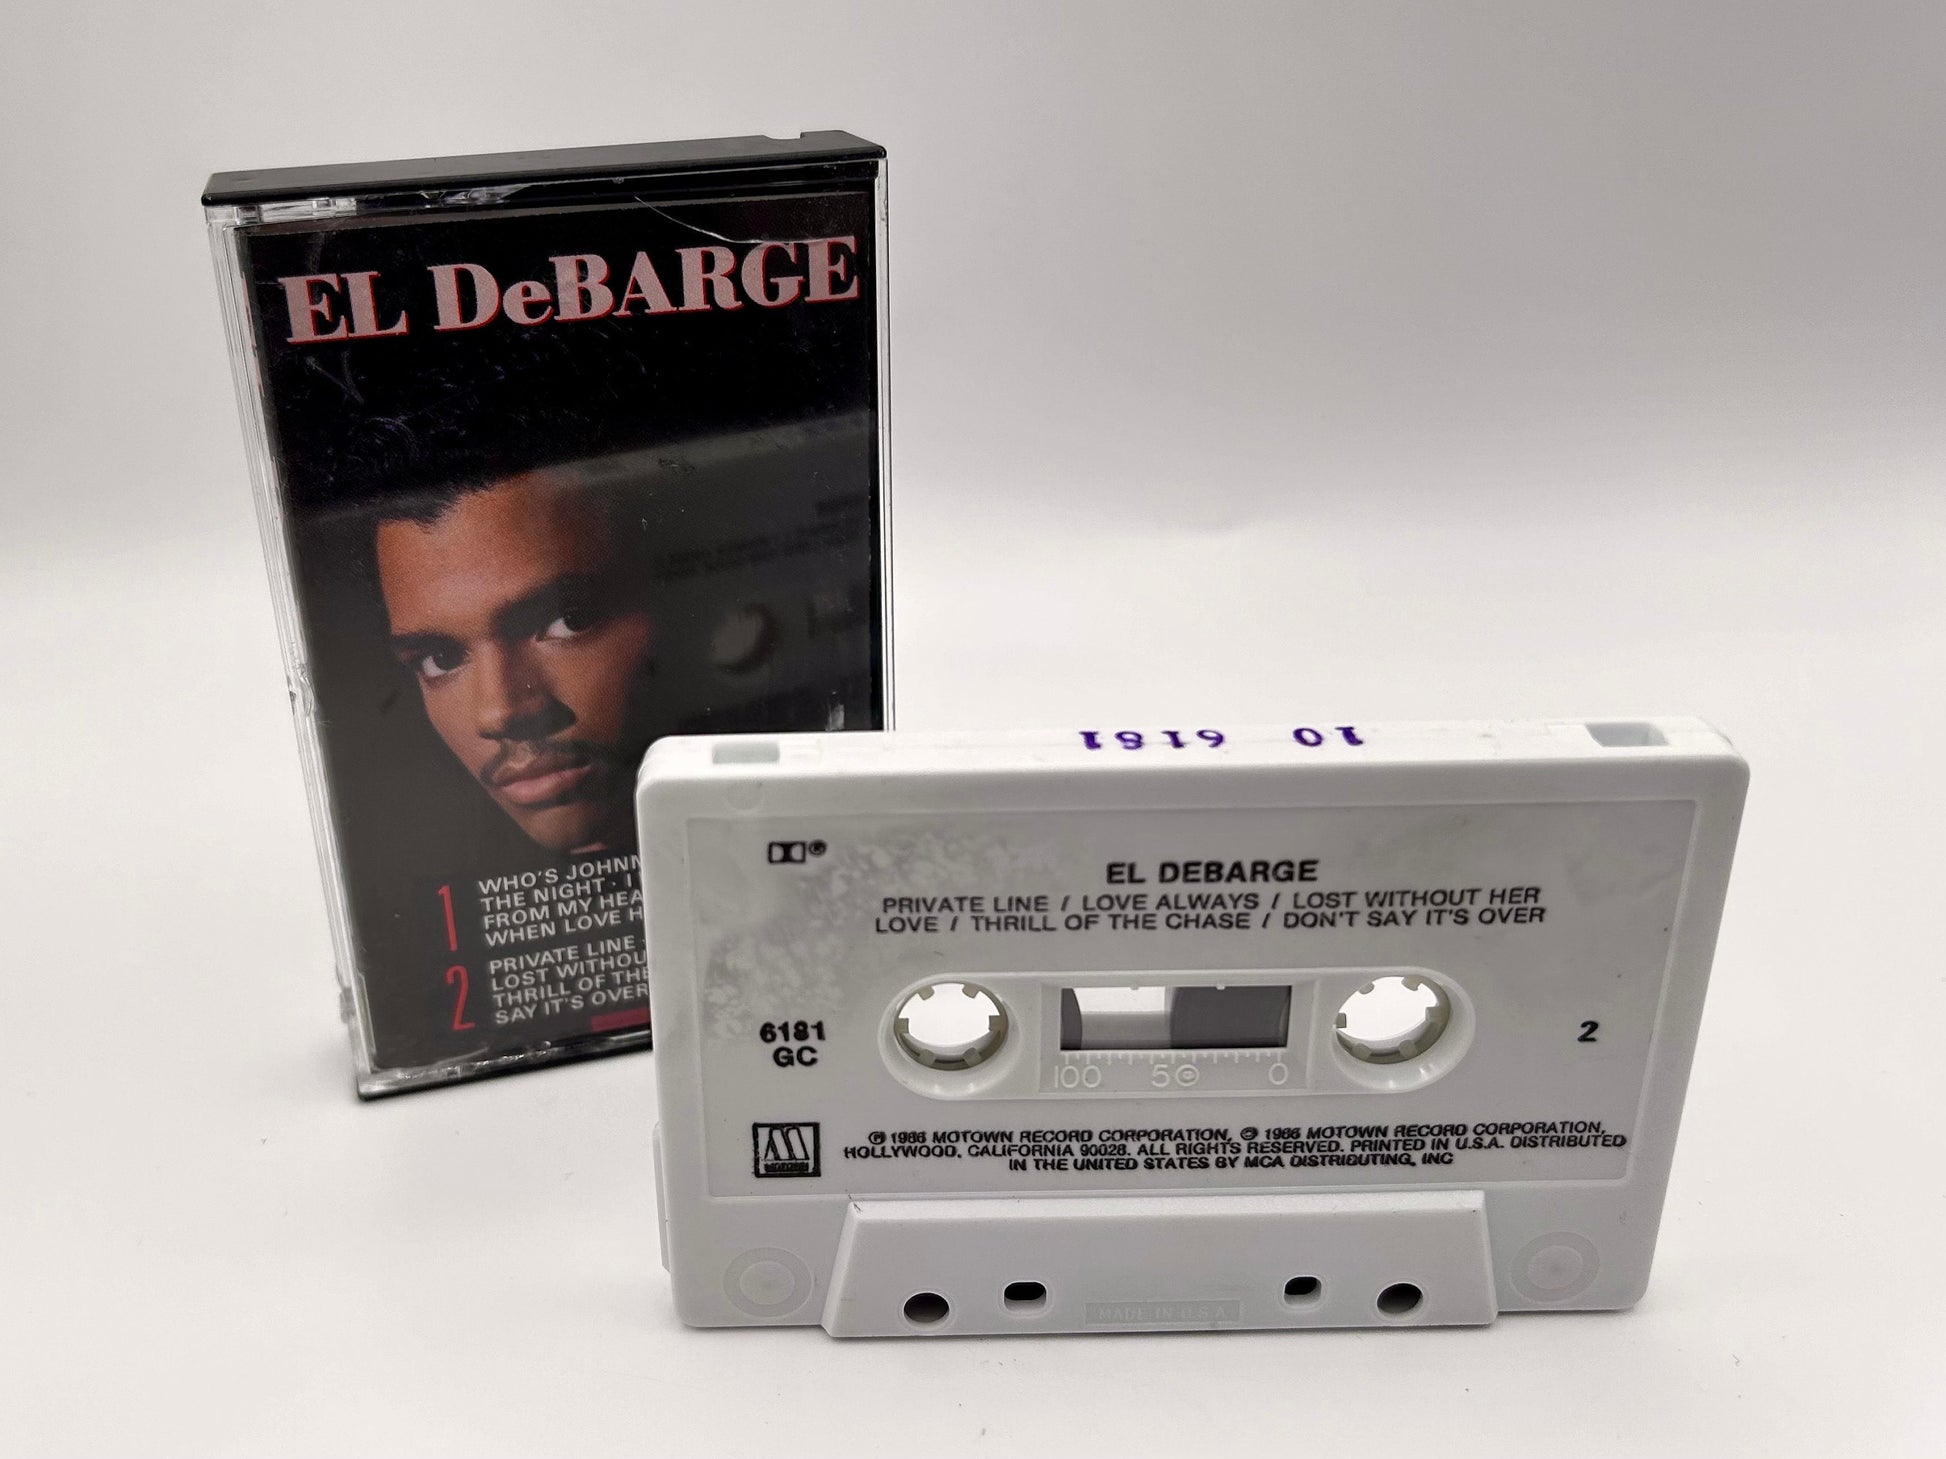 EL DeBARGE
1
WHO'S JOHNN
THE NIGHT · I
FROM MY HEA
WHEN LOVE H
2
PRIVATE LINE ·
LOST WITHOU
THRILL OF THE
SAY IT'S OVER
10 6181
EL DEBARGE
PRIVATE LINE / LOVE ALWAYS / LOST WITHOUT HER
LOVE / THRILL OF THE CHASE / DON'T SAY IT'S OVER
6181
GC
2
100 50 0
MOTOWN
℗ 1986 MOTOWN RECORD CORPORATION, © 1986 MOTOWN RECORD CORPORATION,
HOLLYWOOD, CALIFORNIA 90028. ALL RIGHTS RESERVED. PRINTED IN U.S.A. DISTRIBUTED
IN THE UNITED STATES BY MCA DISTRIBUTING, INC
MADE IN U.S.A.